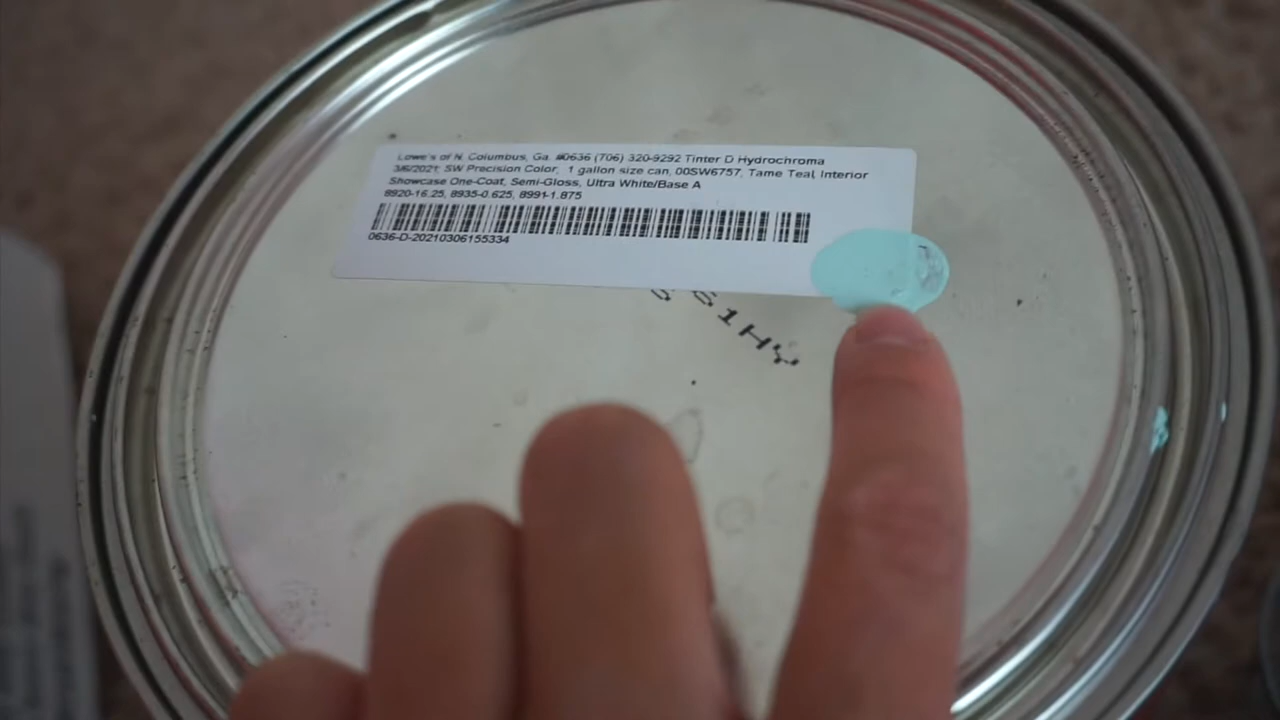 Lowe's of N. Columbus, Ga. #0636 (706) 320-9292 Tinter D Hydrochroma
3/6/2021, SW Precision Color, 1 gallon size can, 00SW6757, Tame Teal, Interior
Showcase One-Coat, Semi-Gloss, Ultra White/Base A
8920-16.25, 8935-0.625, 8991-1.875
0636-D-20210306155334
61HY